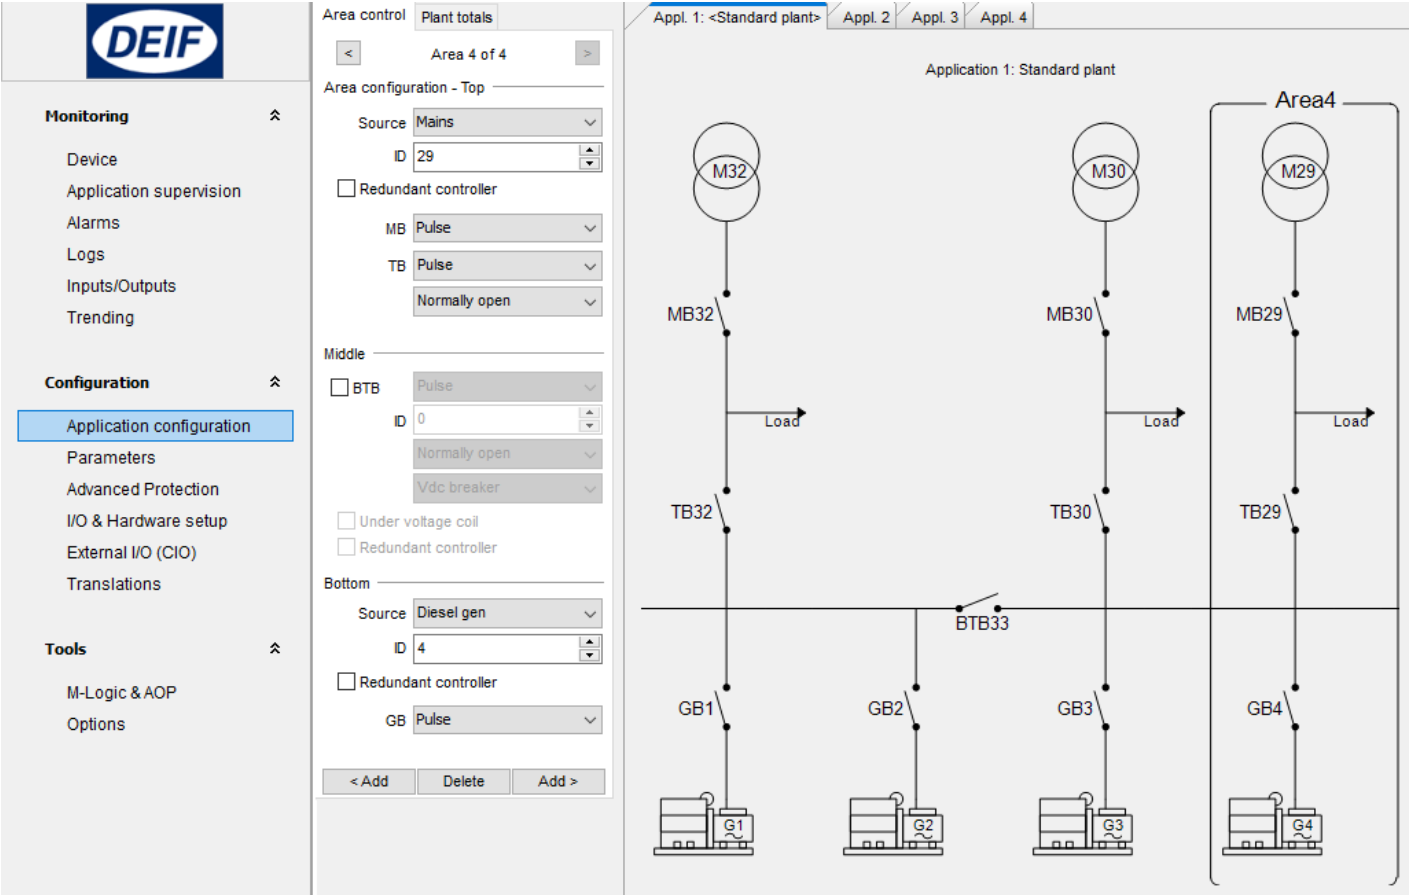 DEIF
Monitoring
Device
Application supervision
Alarms
Logs
Inputs/Outputs
Trending
Configuration
Application configuration
Parameters
Advanced Protection
I/O & Hardware setup
External I/O (CIO)
Translations
Tools
M-Logic & AOP
Options
Area control Plant totals
< Area 4 of 4 >
Area configuration - Top
Source Mains
ID 29
Redundant controller
MB Pulse
TB Pulse
Normally open
Middle
BTB Pulse
ID 0
Normally open
Vdc breaker
Under voltage coil
Redundant controller
Bottom
Source Diesel gen
ID 4
Redundant controller
GB Pulse
< Add Delete Add >
Appl. 1: <Standard plant> Appl. 2 Appl. 3 Appl. 4
Application 1: Standard plant
Area4
M32 M30 M29
MB32 MB30 MB29
Load Load Load
TB32 TB30 TB29
BTB33
GB1 GB2 GB3 GB4
G1 G2 G3 G4